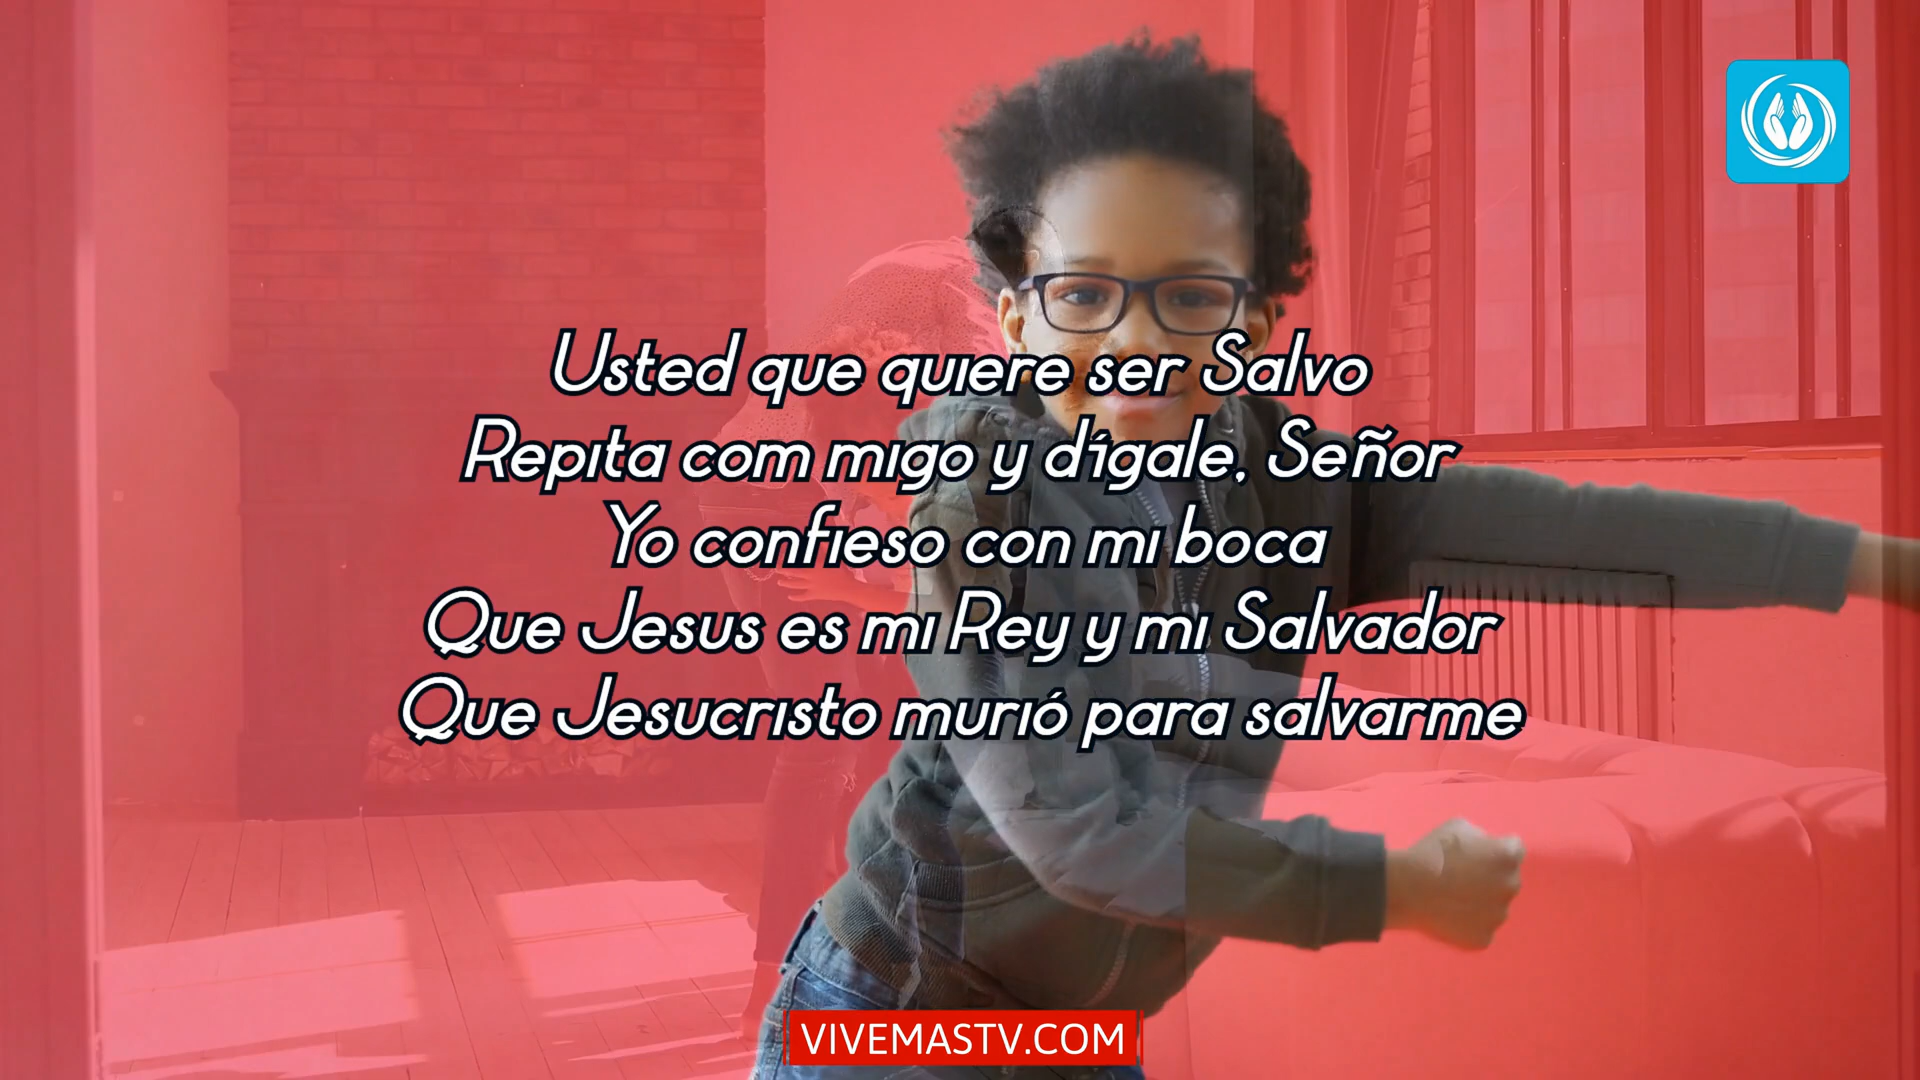 Usted que quiere ser Salvo
Repita com migo y dígale, Señor
Yo confieso con mi boca
Que Jesus es mi Rey y mi Salvador
Que Jesucristo murió para salvarme
VIVEMASTV.COM